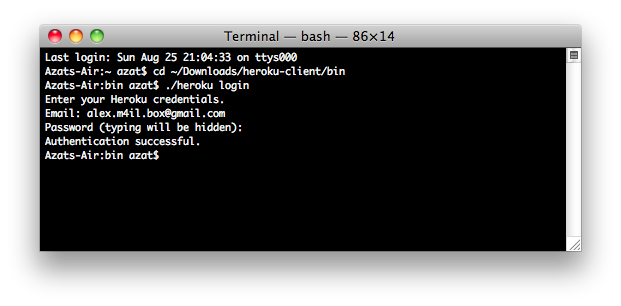 Terminal — bash — 86×14
Last login: Sun Aug 25 21:04:33 on ttys000
Azats-Air:~ azat$ cd ~/Downloads/heroku-client/bin
Azats-Air:bin azat$ ./heroku login
Enter your Heroku credentials.
Email: alex.m4il.box@gmail.com
Password (typing will be hidden):
Authentication successful.
Azats-Air:bin azat$